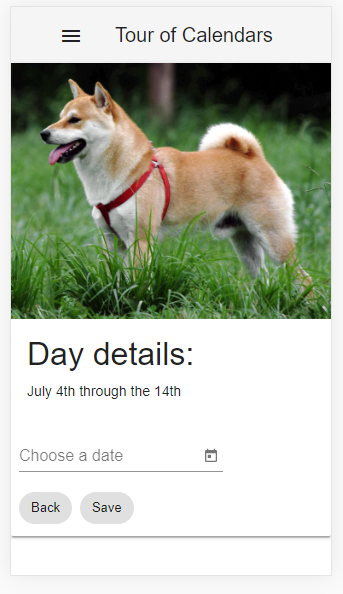 Tour of Calendars
Day details:
July 4th through the 14th
Choose a date
Back Save